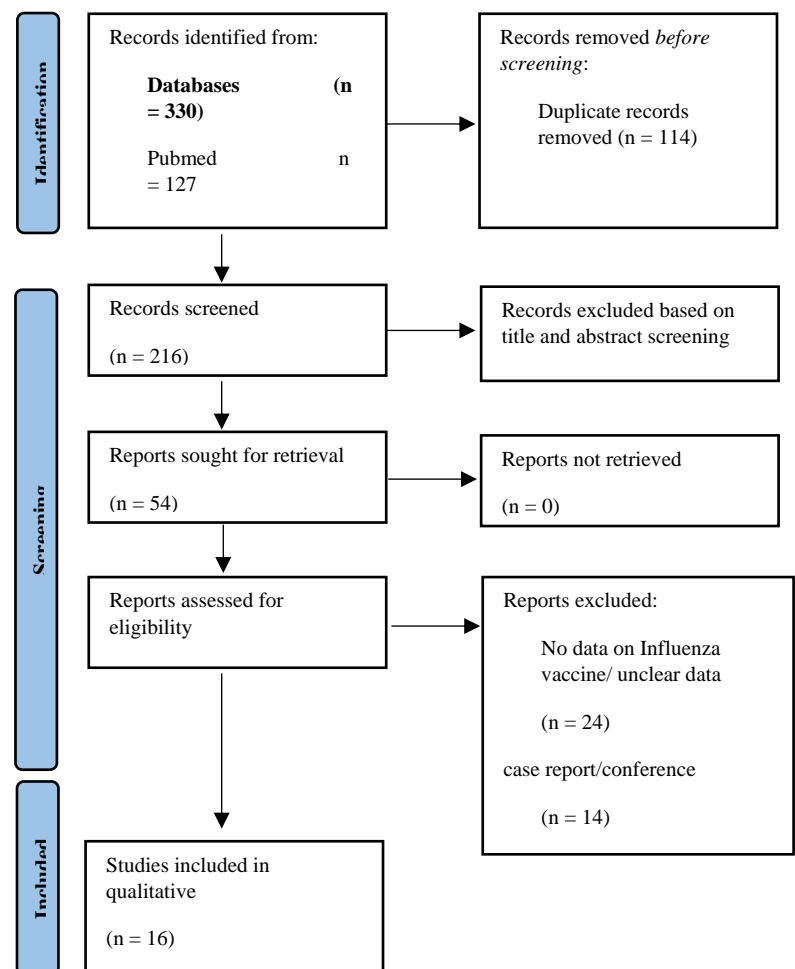 Identification
Records identified from:
Databases (n
= 330)
Pubmed n
= 127
Records removed before
screening:
Duplicate records
removed (n = 114)
Screening
Records screened
(n = 216)
Records excluded based on
title and abstract screening
Reports sought for retrieval
(n = 54)
Reports not retrieved
(n = 0)
Reports assessed for
eligibility
Reports excluded:
No data on Influenza
vaccine/ unclear data
(n = 24)
case report/conference
(n = 14)
Included
Studies included in
qualitative
(n = 16)